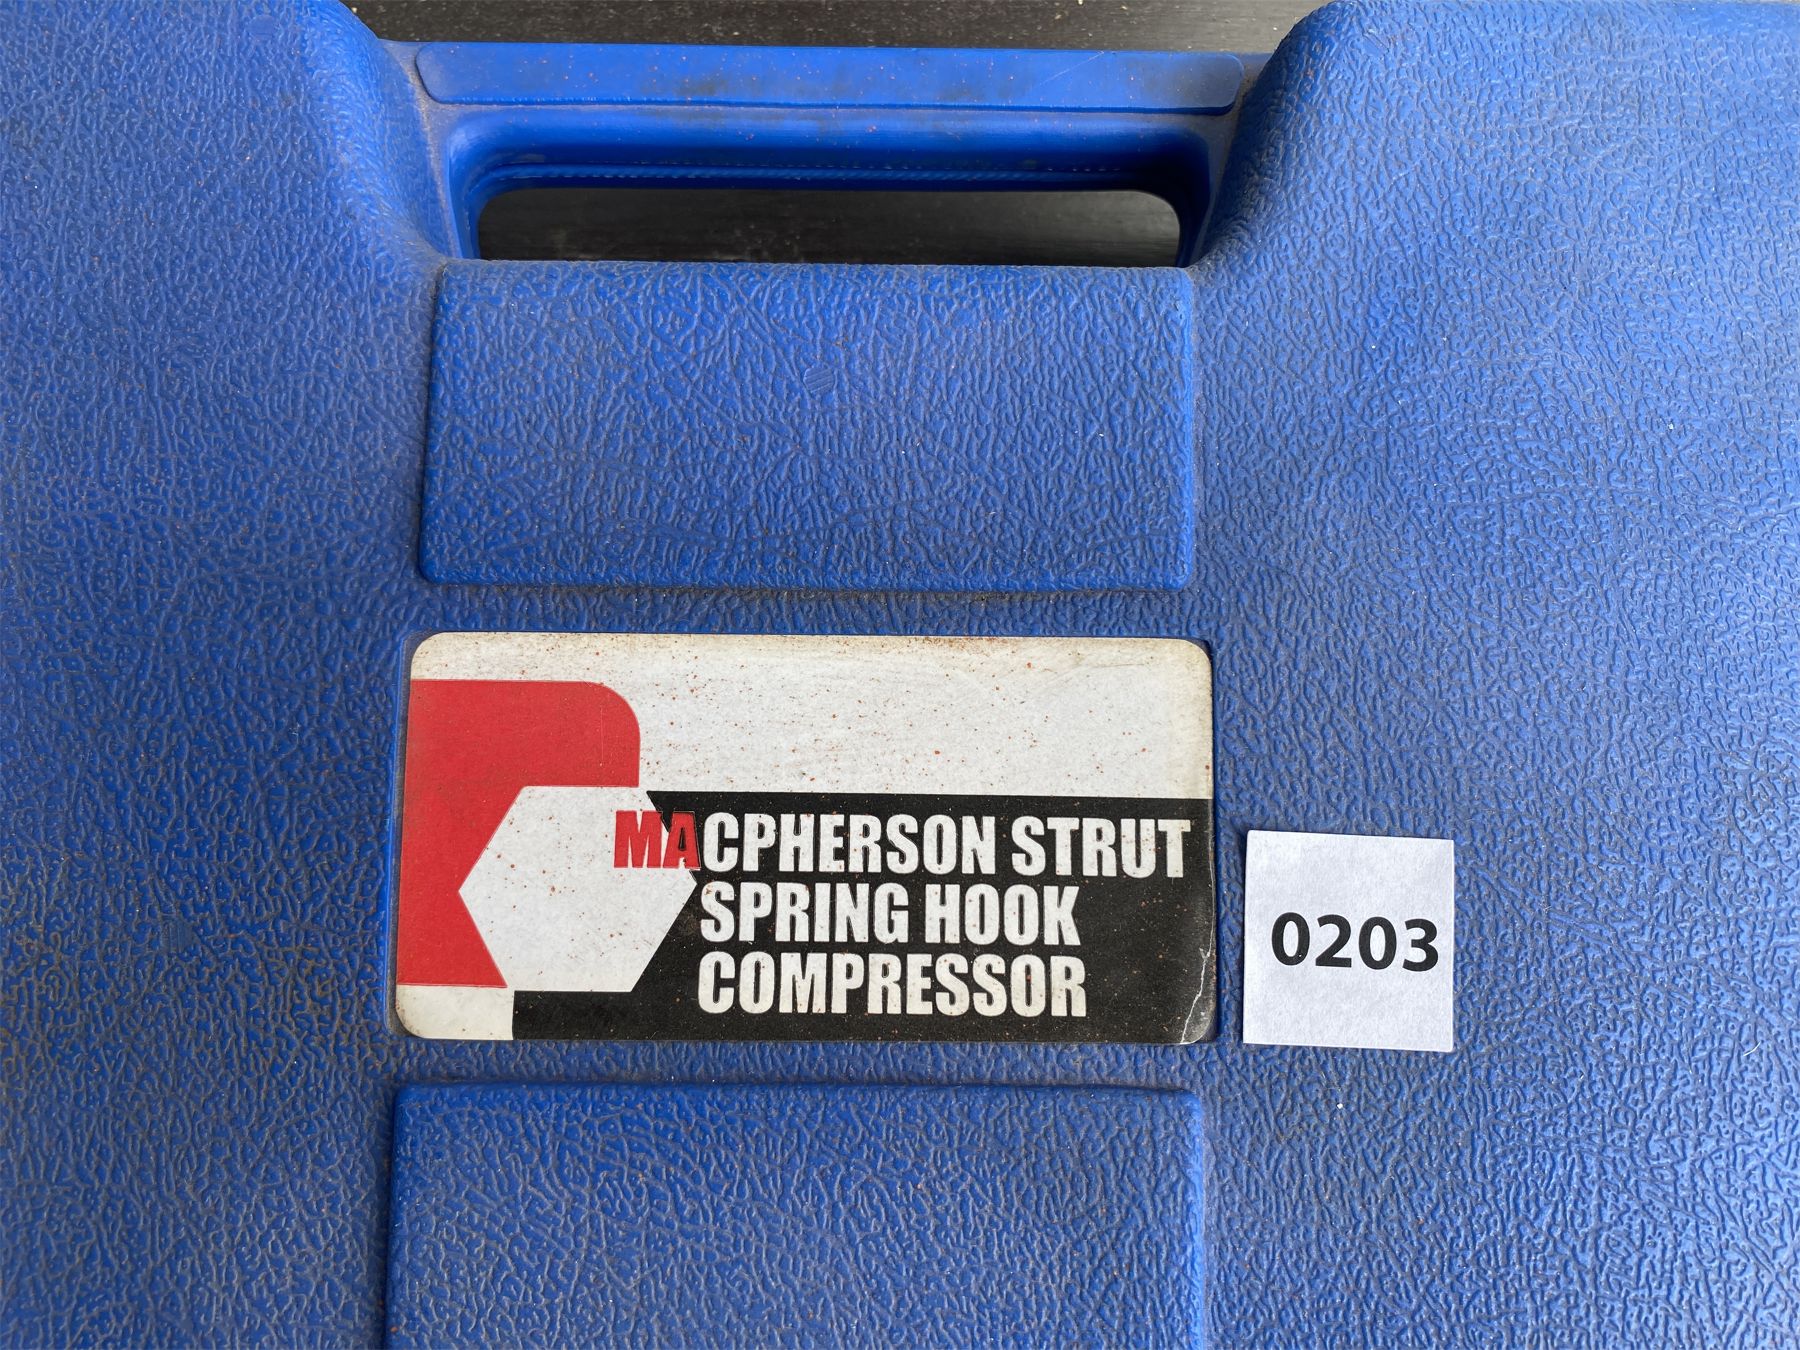 MACPHERSON STRUT
SPRING HOOK
COMPRESSOR
0203